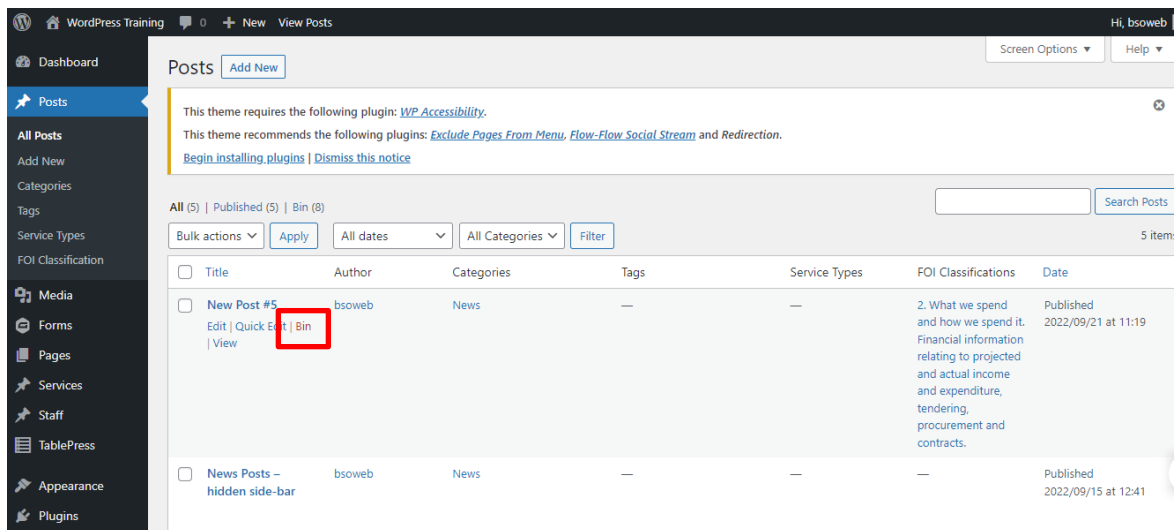 WordPress Training 0 New View Posts Hi, bsoweb
Screen Options Help
Dashboard
Posts
All Posts
Add New
Categories
Tags
Service Types
FOI Classification
Media
Forms
Pages
Services
Staff
TablePress
Appearance
Plugins
Posts Add New
This theme requires the following plugin: WP Accessibility.
This theme recommends the following plugins: Exclude Pages From Menu, Flow-Flow Social Stream and Redirection.
Begin installing plugins | Dismiss this notice
All (5) | Published (5) | Bin (8)
Search Posts
Bulk actions Apply All dates All Categories Filter 5 items
Title Author Categories Tags Service Types FOI Classifications Date
New Post #5 bsoweb News — — 2. What we spend Published
Edit | Quick Edit | Bin and how we spend it. 2022/09/21 at 11:19
| View Financial information
relating to projected
and actual income
and expenditure,
tendering,
procurement and
contracts.
News Posts – bsoweb News — — — Published
hidden side-bar 2022/09/15 at 12:41